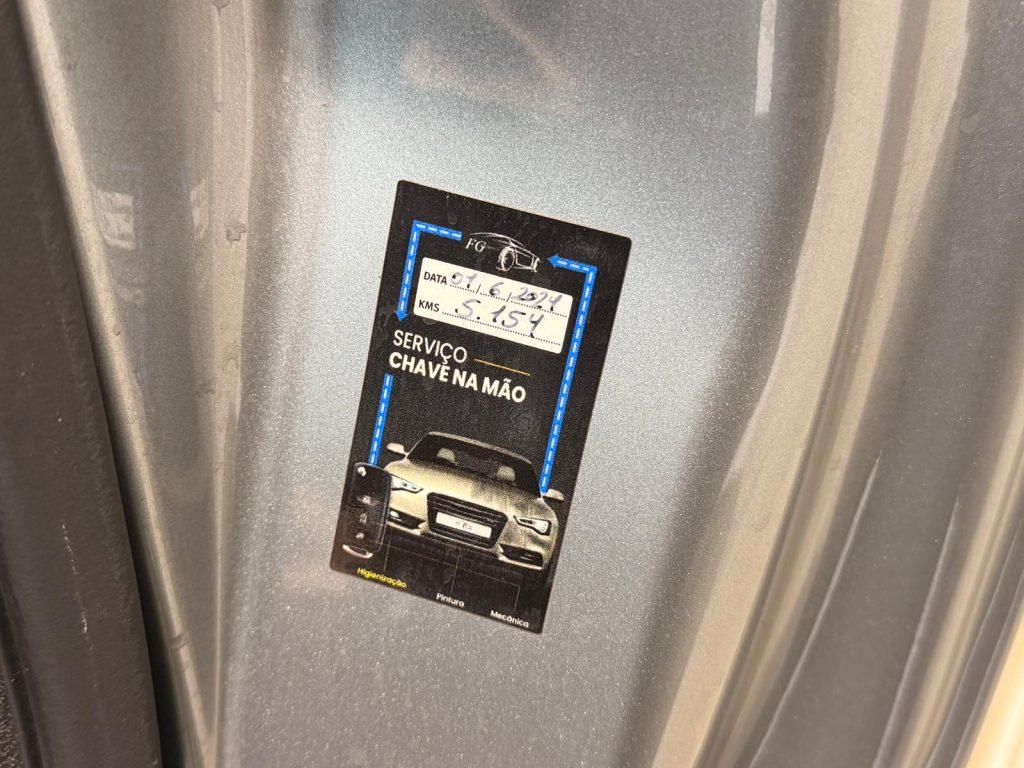 FG
DATA 01/6/2024
KMS 5.154
SERVIÇO
CHAVE NA MÃO
Higienização
Pintura
Mecânica